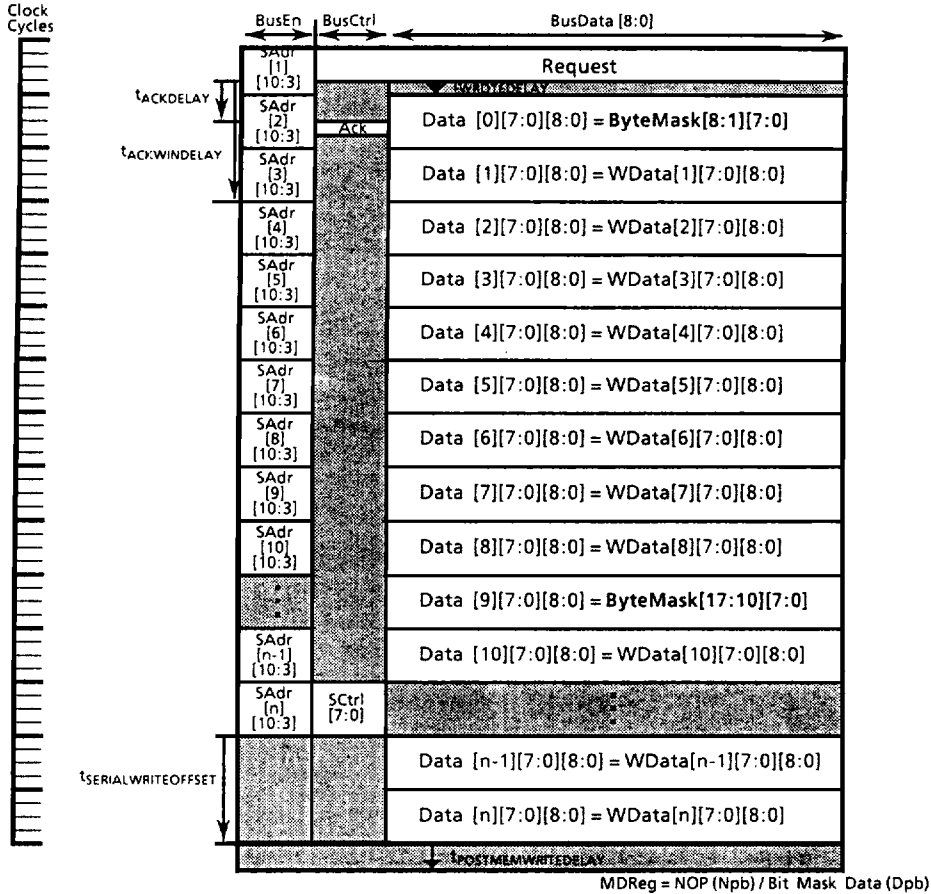 Clock
Cycles
BusEn BusCtrl BusData [8:0]
SAdr
[1]
[10:3]
Request
tACKDELAY
tWRDTEDELAY
SAdr
[2]
[10:3]
Ack
Data [0][7:0][8:0] = ByteMask[8:1][7:0]
tACKWINDELAY
SAdr
[3]
[10:3]
Data [1][7:0][8:0] = WData[1][7:0][8:0]
SAdr
[4]
[10:3]
Data [2][7:0][8:0] = WData[2][7:0][8:0]
SAdr
[5]
[10:3]
Data [3][7:0][8:0] = WData[3][7:0][8:0]
SAdr
[6]
[10:3]
Data [4][7:0][8:0] = WData[4][7:0][8:0]
SAdr
[7]
[10:3]
Data [5][7:0][8:0] = WData[5][7:0][8:0]
SAdr
[8]
[10:3]
Data [6][7:0][8:0] = WData[6][7:0][8:0]
SAdr
[9]
[10:3]
Data [7][7:0][8:0] = WData[7][7:0][8:0]
SAdr
[10]
[10:3]
Data [8][7:0][8:0] = WData[8][7:0][8:0]
Data [9][7:0][8:0] = ByteMask[17:10][7:0]
SAdr
[n-1]
[10:3]
Data [10][7:0][8:0] = WData[10][7:0][8:0]
SAdr
[n]
[10:3]
SCtrl
[7:0]
tSERIALWRITEOFFSET
Data [n-1][7:0][8:0] = WData[n-1][7:0][8:0]
Data [n][7:0][8:0] = WData[n][7:0][8:0]
tPOSTMEMWRITEDELAY
MDReg = NOP (Npb) / Bit Mask Data (Dpb)